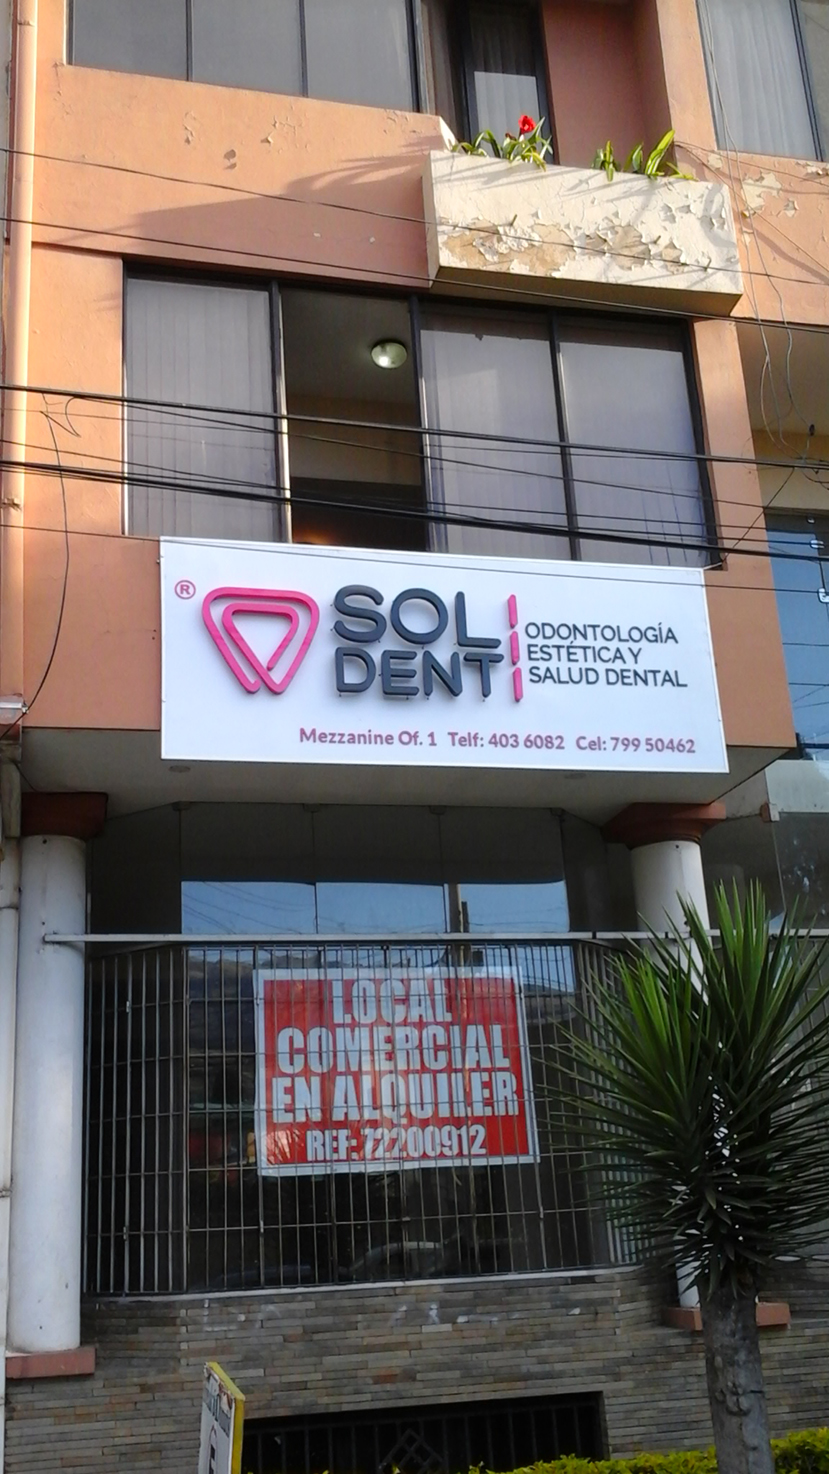 ®
SOL
DENT
ODONTOLOGÍA
ESTÉTICA Y
SALUD DENTAL
Mezzanine Of. 1 Telf: 403 6082 Cel: 799 50462
LOCAL
COMERCIAL
EN ALQUILER
REF: 72200912